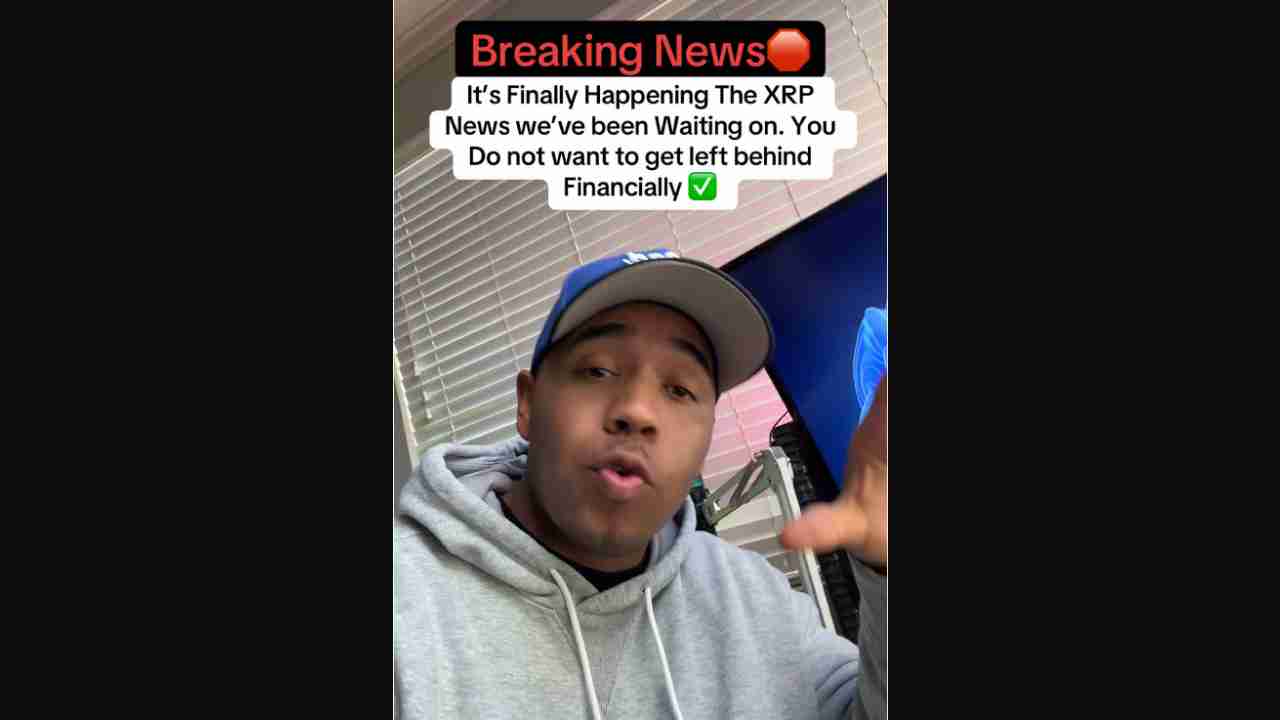 Breaking News🛑
It’s Finally Happening The XRP
News we’ve been Waiting on. You
Do not want to get left behind
Financially ✅